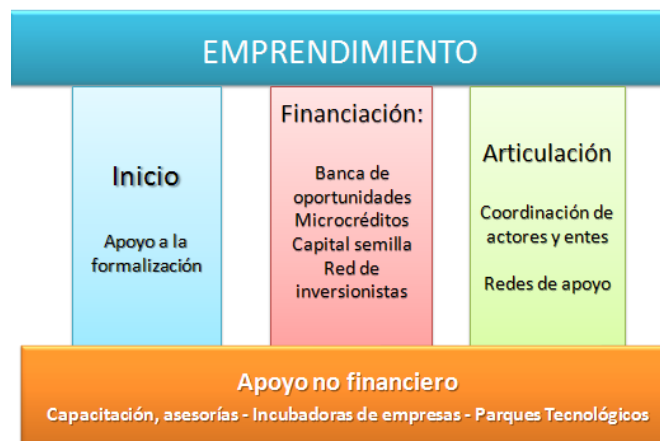 EMPRENDIMIENTO
Inicio
Apoyo a la
formalización
Financiación:
Banca de
oportunidades
Microcréditos
Capital semilla
Red de
inversionistas
Articulación
Coordinación de
actores y entes
Redes de apoyo
Apoyo no financiero
Capacitación, asesorías - Incubadoras de empresas - Parques Tecnológicos